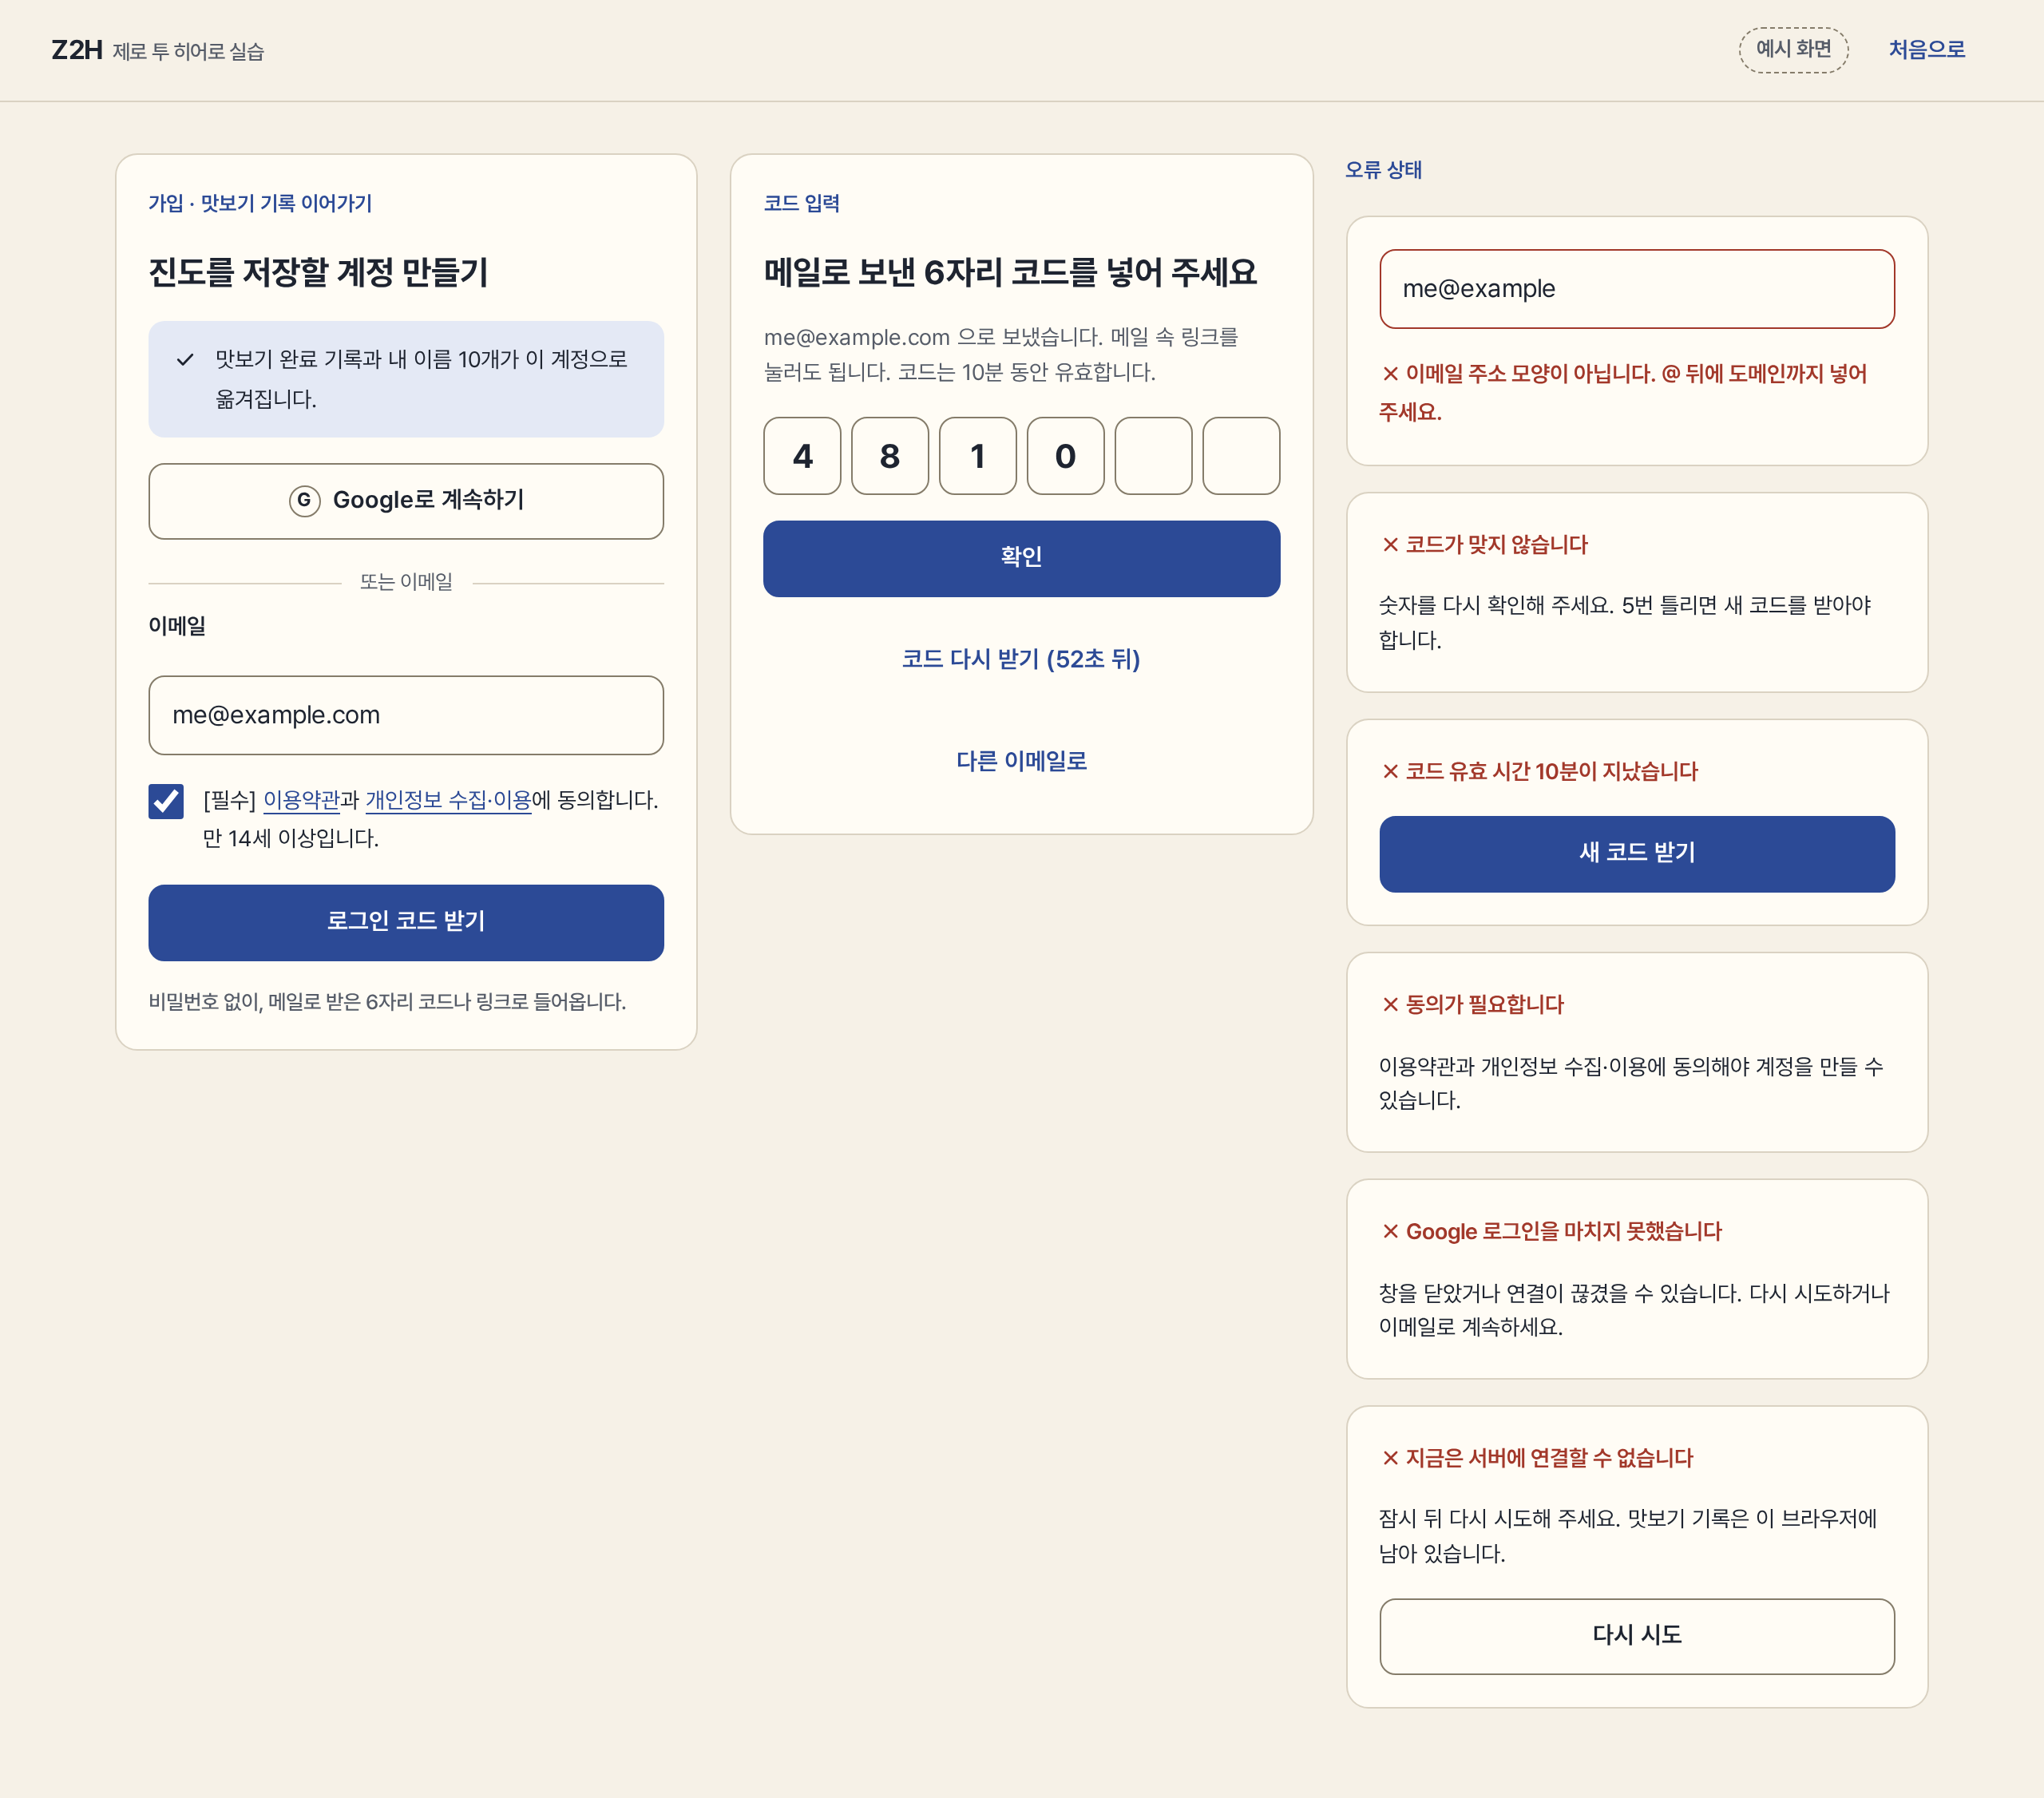 Z2H 제로 투 히어로 실습
예시 화면
처음으로
가입 · 맛보기 기록 이어가기
진도를 저장할 계정 만들기
✓ 맛보기 완료 기록과 내 이름 10개가 이 계정으로
옮겨집니다.
G Google로 계속하기
또는 이메일
이메일
me@example.com
[필수] 이용약관과 개인정보 수집·이용에 동의합니다.
만 14세 이상입니다.
로그인 코드 받기
비밀번호 없이, 메일로 받은 6자리 코드나 링크로 들어옵니다.
코드 입력
메일로 보낸 6자리 코드를 넣어 주세요
me@example.com 으로 보냈습니다. 메일 속 링크를
눌러도 됩니다. 코드는 10분 동안 유효합니다.
4 8 1 0
확인
코드 다시 받기 (52초 뒤)
다른 이메일로
오류 상태
me@example
✕ 이메일 주소 모양이 아닙니다. @ 뒤에 도메인까지 넣어
주세요.
✕ 코드가 맞지 않습니다
숫자를 다시 확인해 주세요. 5번 틀리면 새 코드를 받아야
합니다.
✕ 코드 유효 시간 10분이 지났습니다
새 코드 받기
✕ 동의가 필요합니다
이용약관과 개인정보 수집·이용에 동의해야 계정을 만들 수
있습니다.
✕ Google 로그인을 마치지 못했습니다
창을 닫았거나 연결이 끊겼을 수 있습니다. 다시 시도하거나
이메일로 계속하세요.
✕ 지금은 서버에 연결할 수 없습니다
잠시 뒤 다시 시도해 주세요. 맛보기 기록은 이 브라우저에
남아 있습니다.
다시 시도